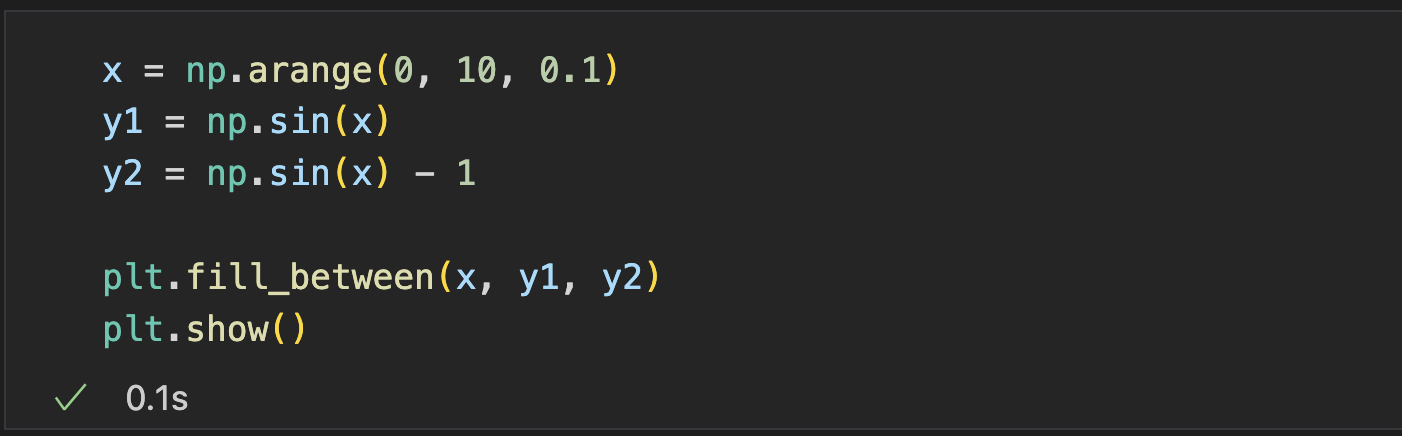 x = np.arange(0, 10, 0.1)
y1 = np.sin(x)
y2 = np.sin(x) - 1
plt.fill_between(x, y1, y2)
plt.show()
✓ 0.1s